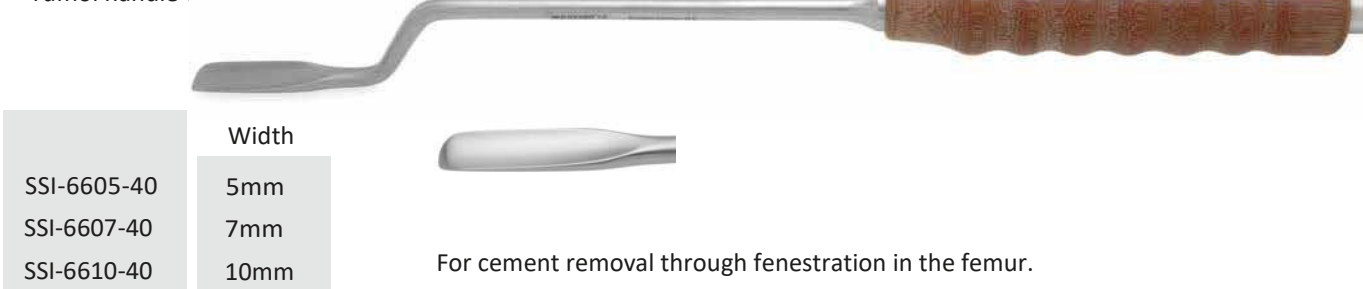 handle
Width
SSI-6605-40 5mm
SSI-6607-40 7mm
SSI-6610-40 10mm
For cement removal through fenestration in the femur.